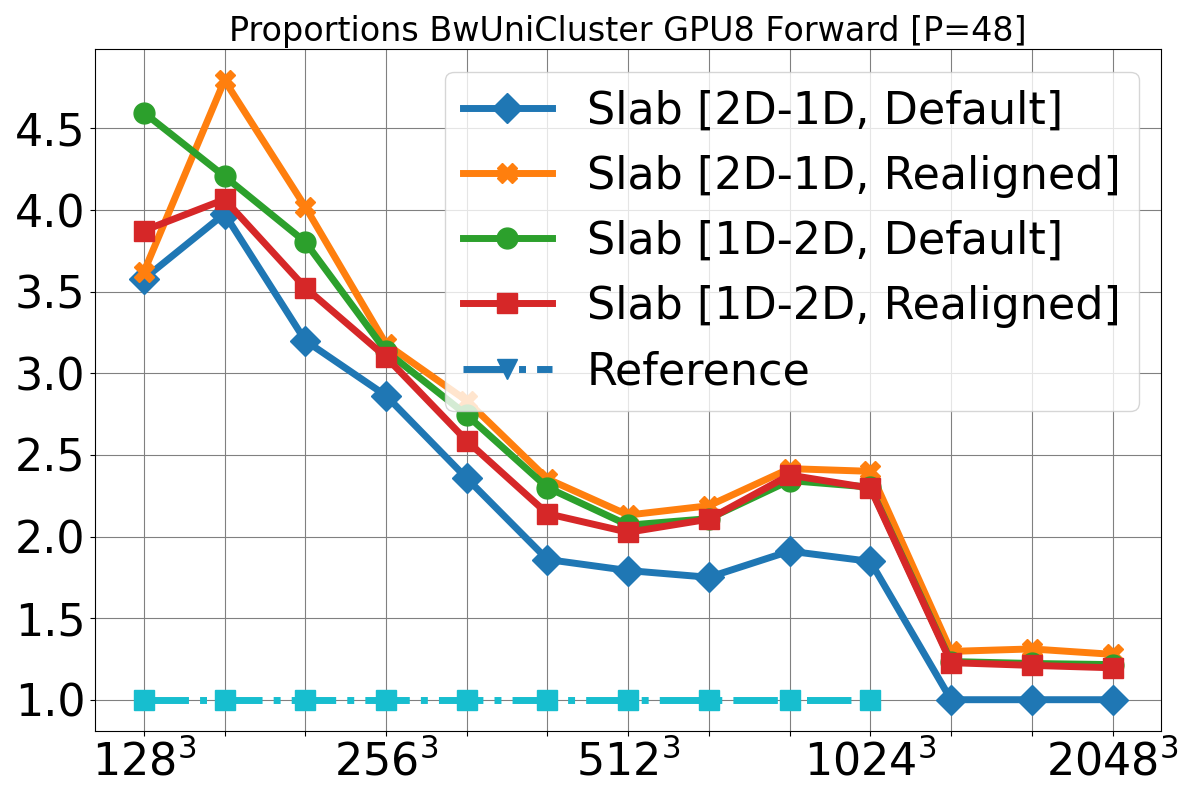 Proportions BwUniCluster GPU8 Forward [P=48]
Slab [2D-1D, Default]
Slab [2D-1D, Realigned]
Slab [1D-2D, Default]
Slab [1D-2D, Realigned]
Reference
4.5
4.0
3.5
3.0
2.5
2.0
1.5
1.0
128³ 256³ 512³ 1024³ 2048³